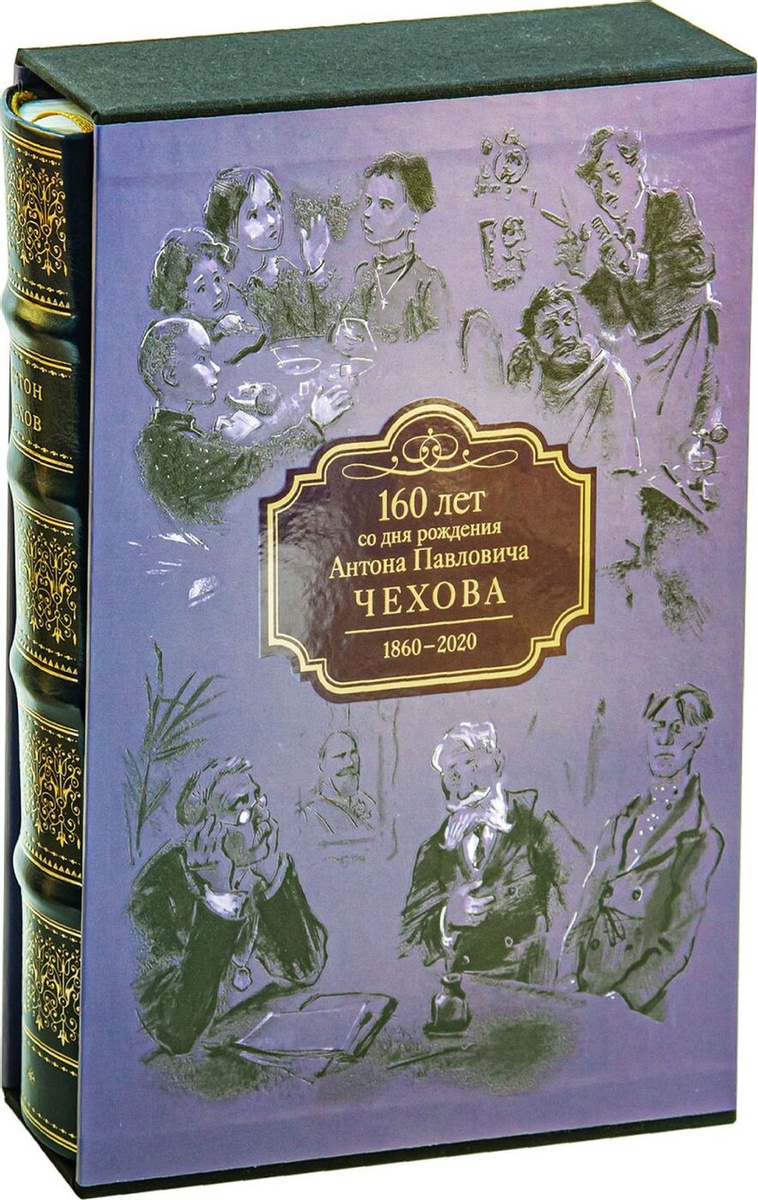 160 лет
со дня рождения
Антона Павловича
ЧЕХОВА
1860–2020